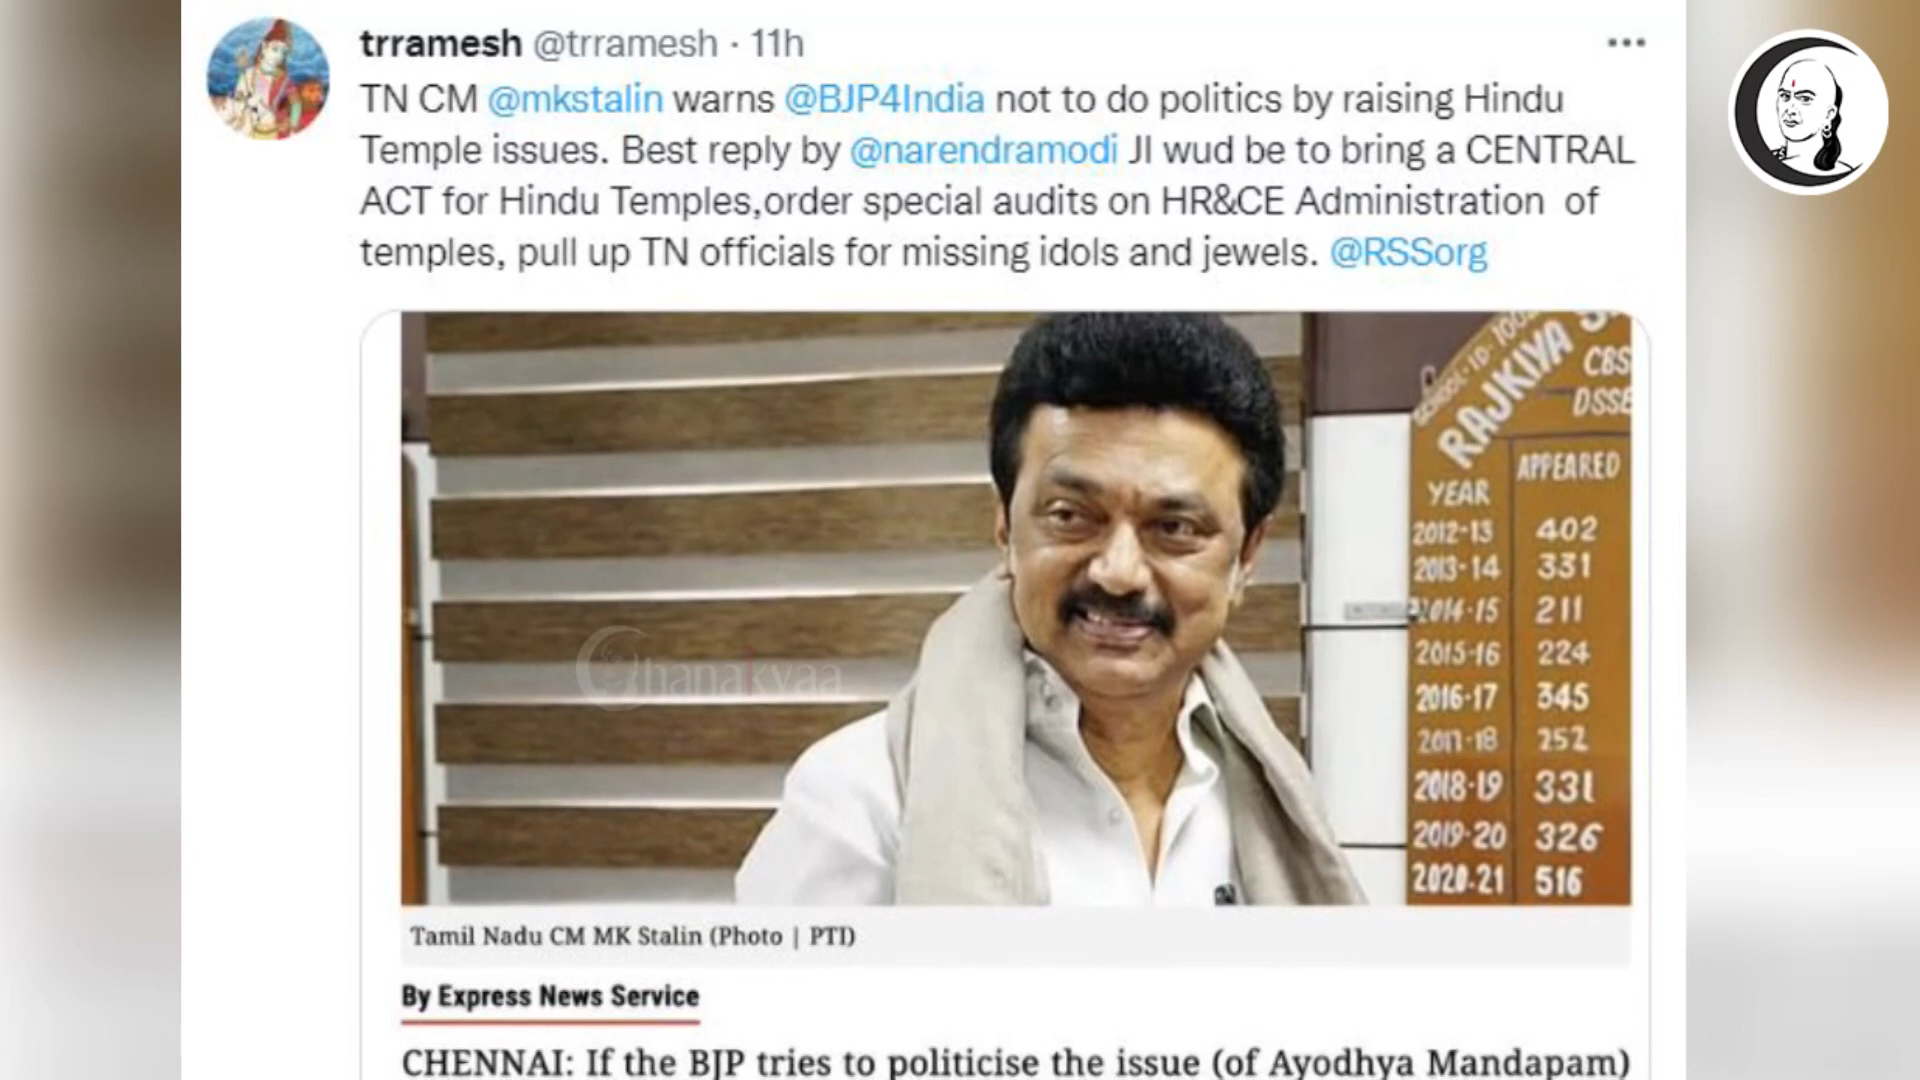 trramesh @trramesh · 11h
TN CM @mkstalin warns @BJP4India not to do politics by raising Hindu
Temple issues. Best reply by @narendramodi JI wud be to bring a CENTRAL
ACT for Hindu Temples,order special audits on HR&CE Administration of
temples, pull up TN officials for missing idols and jewels. @RSSorg
SCHOOL-ID- 100
RAJKIYA S
CBS
DSSE
YEAR APPEARED
2012-13 402
2013-14 331
2014-15 211
2015-16 224
2016-17 345
2017-18 252
2018-19 331
2019-20 326
2020-21 516
Chanakyaa
Tamil Nadu CM MK Stalin (Photo | PTI)
By Express News Service
CHENNAI: If the BJP tries to politicise the issue (of Ayodhya Mandapam)